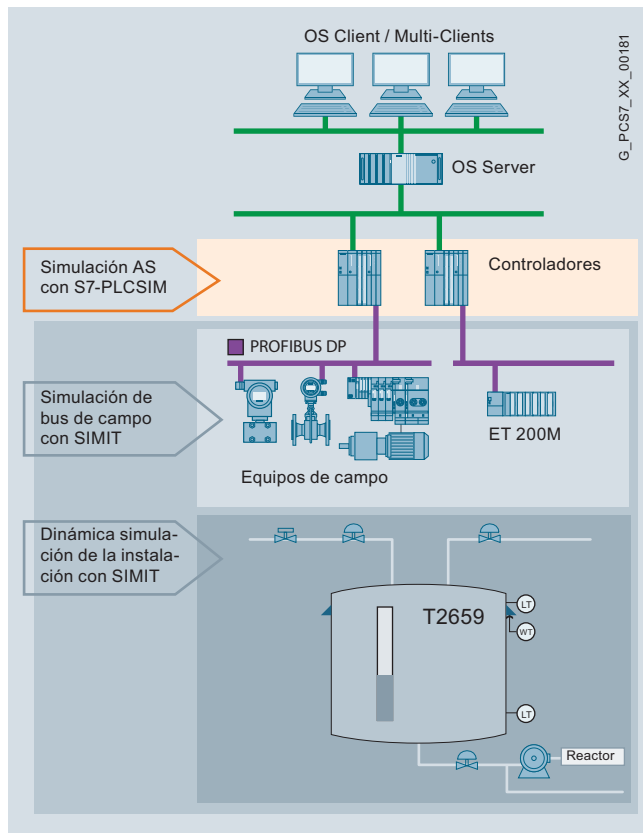 OS Client / Multi-Clients
G_PCS7_XX_00181
OS Server
Simulación AS
con S7-PLCSIM
Controladores
PROFIBUS DP
Simulación de
bus de campo
con SIMIT
ET 200M
Equipos de campo
Dinámica simula-
ción de la instala-
ción con SIMIT
T2659
LT
WT
LT
Reactor